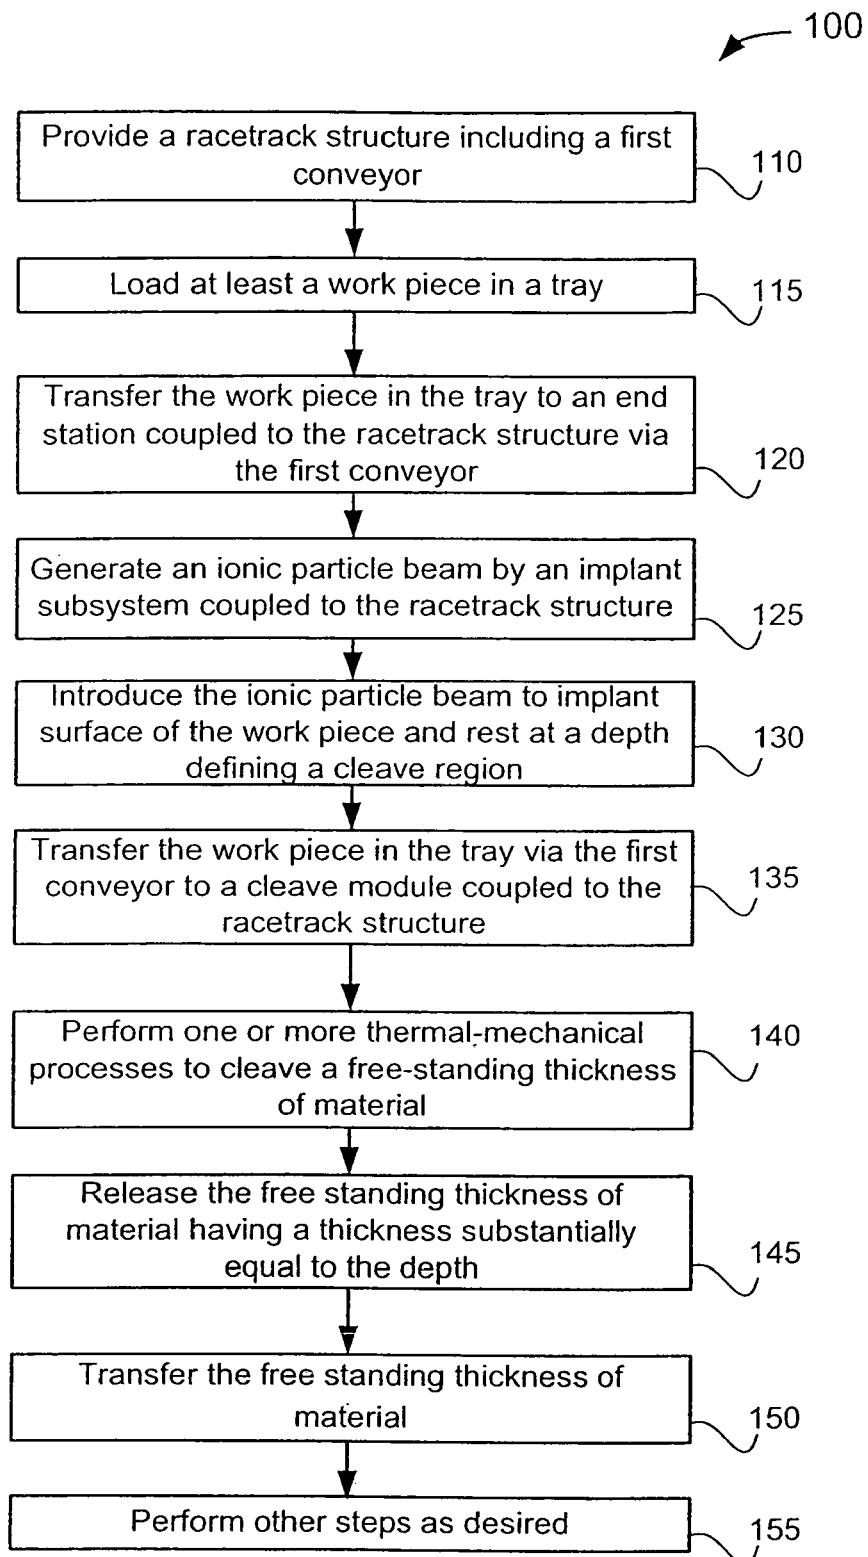 100
Provide a racetrack structure including a first
conveyor
110
Load at least a work piece in a tray
115
Transfer the work piece in the tray to an end
station coupled to the racetrack structure via
the first conveyor
120
Generate an ionic particle beam by an implant
subsystem coupled to the racetrack structure
125
Introduce the ionic particle beam to implant
surface of the work piece and rest at a depth
defining a cleave region
130
Transfer the work piece in the tray via the first
conveyor to a cleave module coupled to the
racetrack structure
135
Perform one or more thermal-mechanical
processes to cleave a free-standing thickness
of material
140
Release the free standing thickness of
material having a thickness substantially
equal to the depth
145
Transfer the free standing thickness of
material
150
Perform other steps as desired
155